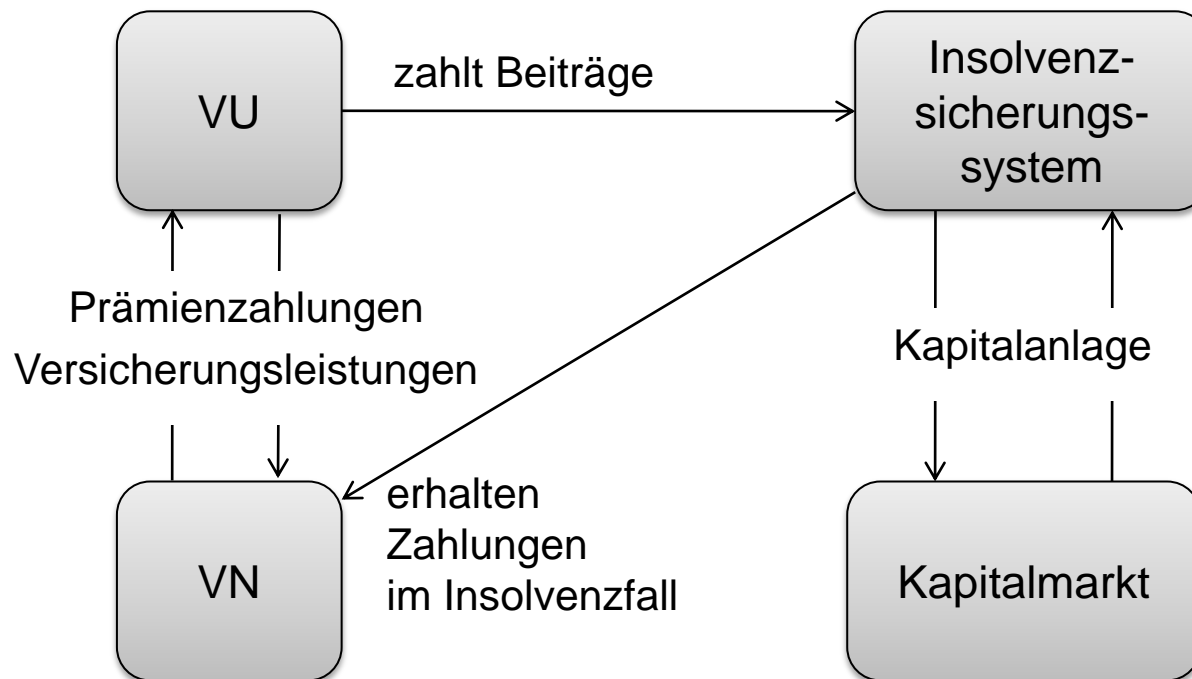 VU
zahlt Beiträge
Insolvenz-
sicherungs-
system
Prämienzahlungen
Versicherungsleistungen
Kapitalanlage
VN
erhalten
Zahlungen
im Insolvenzfall
Kapitalmarkt